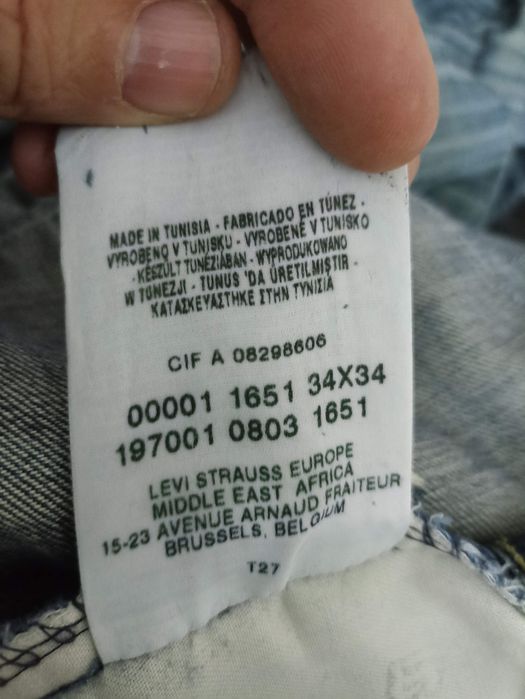 MADE IN TUNISIA - FABRICADO EN TÚNEZ -
VYROBENO V TUNISKU - VYROBENÉ V TUNISKO
- KÉSZÜLT TUNÉZIÁBAN - WYPRODUKOWANO
W TUNEZJI - TUNUS 'DA ÜRETILMIŞTIR -
ΚΑΤΑΣΚΕΥΑΣΤΗΚΕ ΣΤΗΝ ΤΥΝΙΣΙΑ
CIF A 08298606
00001 1651 34X34
197001 0803 1651
LEVI STRAUSS EUROPE
MIDDLE EAST AFRICA
15-23 AVENUE ARNAUD FRAITEUR
BRUSSELS, BELGIUM
T27